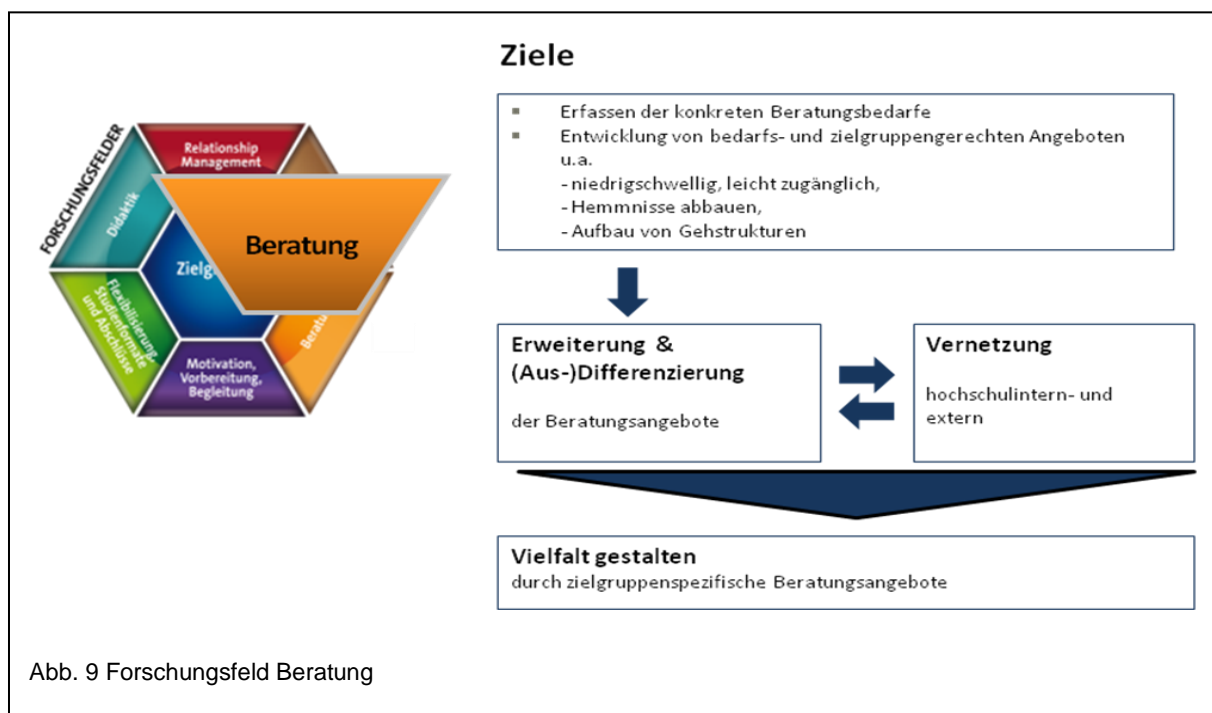 Ziele
▪ Erfassen der konkreten Beratungsbedarfe
▪ Entwicklung von bedarfs- und zielgruppengerechten Angeboten
u.a.
- niedrigschwellig, leicht zugänglich,
- Hemmnisse abbauen,
- Aufbau von Gehstrukturen
FORSCHUNGSFELDER
Relationship
Management
Didaktik
Beratung
Flexibilisierung,
Studienformate
und Abschlüsse
Motivation,
Vorbereitung,
Begleitung
Erweiterung &
(Aus-)Differenzierung
der Beratungsangebote
Vernetzung
hochschulintern- und
extern
Vielfalt gestalten
durch zielgruppenspezifische Beratungsangebote
Abb. 9 Forschungsfeld Beratung